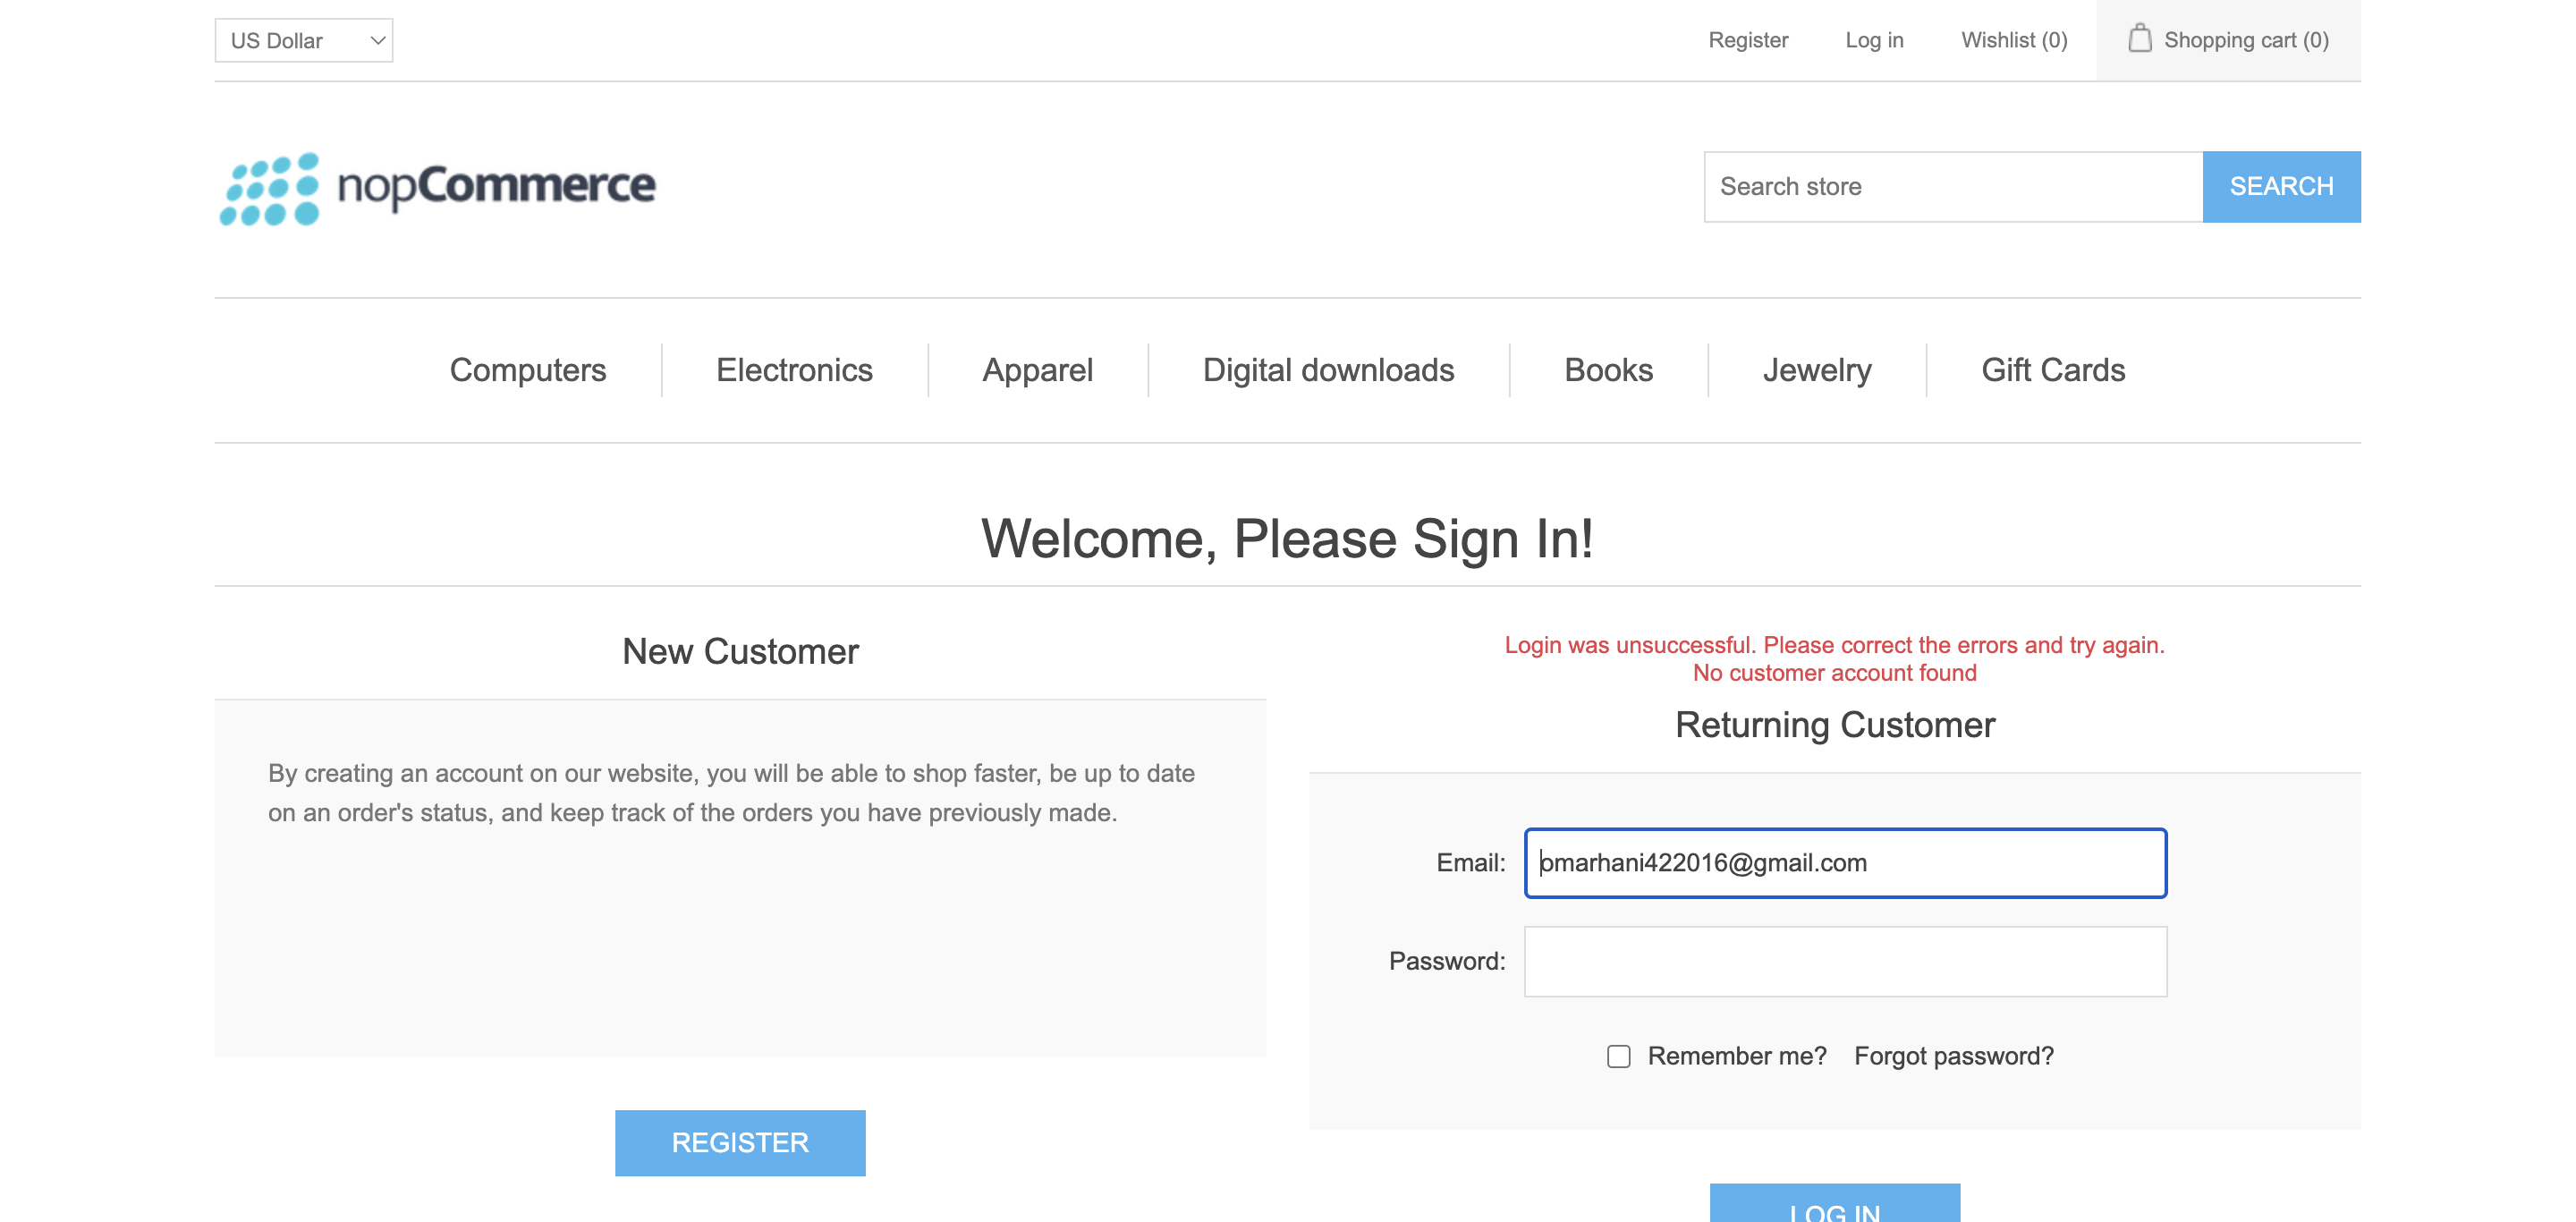 US Dollar
Register
Log in
Wishlist (0)
Shopping cart (0)
nopCommerce
Search store
SEARCH
Computers
Electronics
Apparel
Digital downloads
Books
Jewelry
Gift Cards
Welcome, Please Sign In!
New Customer
By creating an account on our website, you will be able to shop faster, be up to date
on an order's status, and keep track of the orders you have previously made.
REGISTER
Login was unsuccessful. Please correct the errors and try again.
No customer account found
Returning Customer
Email:
omarhani422016@gmail.com
Password:
Remember me?
Forgot password?
LOG IN